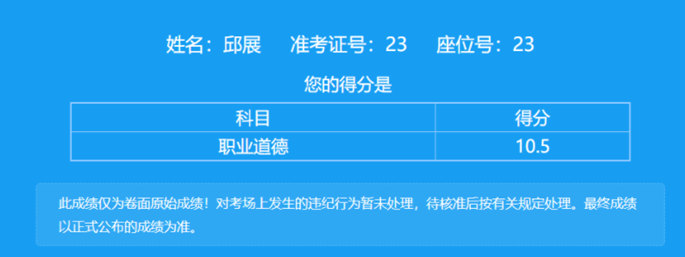 姓名：邱展 准考证号：23 座位号：23
您的得分是
科目 得分
职业道德 10.5
此成绩仅为卷面原始成绩！对考场上发生的违纪行为暂未处理，待核准后按有关规定处理。最终成绩
以正式公布的成绩为准。